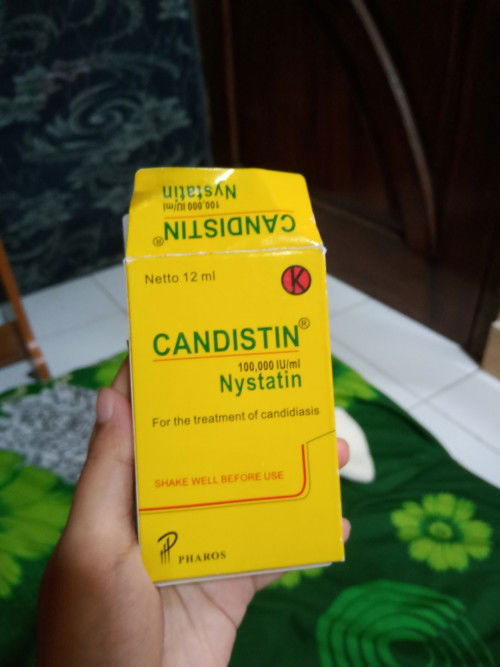 Nystatin
100,000 IU/ml
CANDISTIN®
Netto 12 ml
K
CANDISTIN®
100,000 IU/ml
Nystatin
For the treatment of candidiasis
SHAKE WELL BEFORE USE
PHAROS